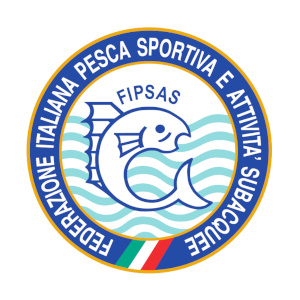 FEDERAZIONE ITALIANA PESCA SPORTIVA E ATTIVITA' SUBACQUEE
FIPSAS